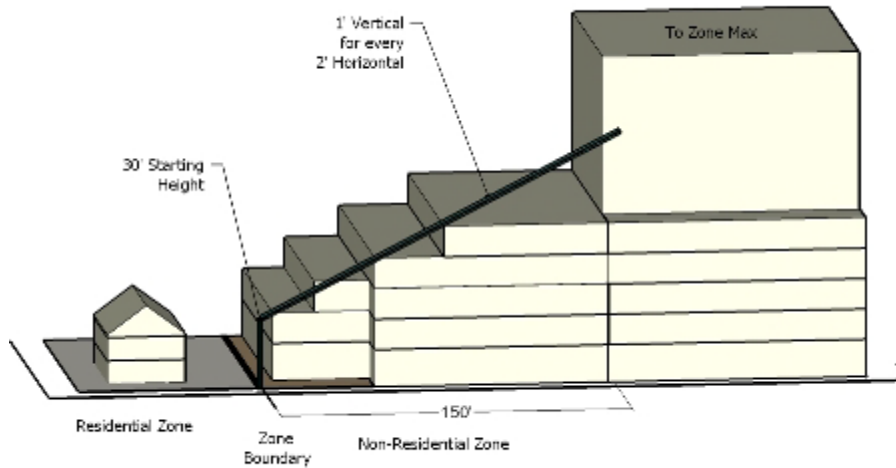 1' Vertical
for every
2' Horizontal
To Zone Max
30' Starting
Height
150'
Residential Zone
Zone
Boundary
Non-Residential Zone